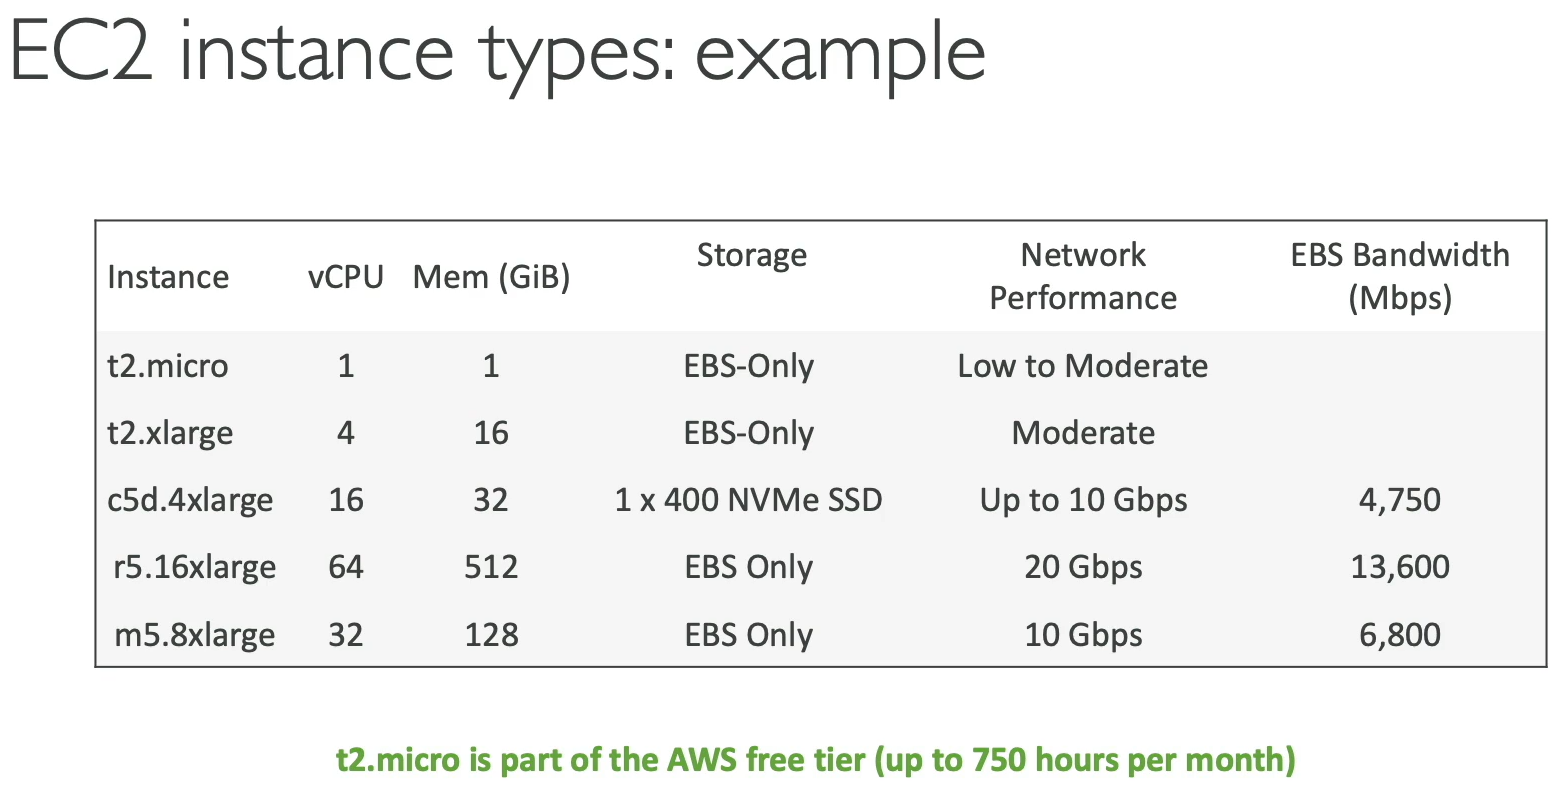 EC2 instance types: example
Instance vCPU Mem (GiB) Storage Network Performance EBS Bandwidth (Mbps)
t2.micro 1 1 EBS-Only Low to Moderate
t2.xlarge 4 16 EBS-Only Moderate
c5d.4xlarge 16 32 1 x 400 NVMe SSD Up to 10 Gbps 4,750
r5.16xlarge 64 512 EBS Only 20 Gbps 13,600
m5.8xlarge 32 128 EBS Only 10 Gbps 6,800
t2.micro is part of the AWS free tier (up to 750 hours per month)